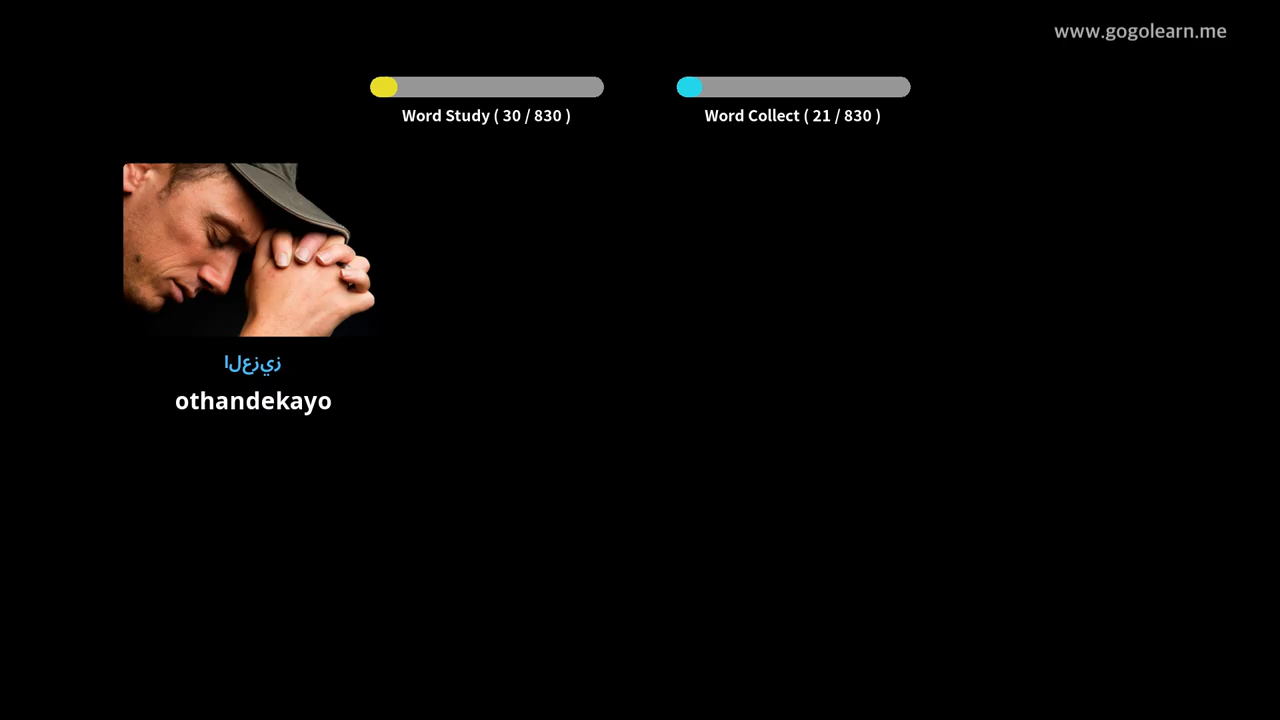 www.gogolearn.me
Word Study ( 30 / 830 )
Word Collect ( 21 / 830 )
العزيز
othandekayo